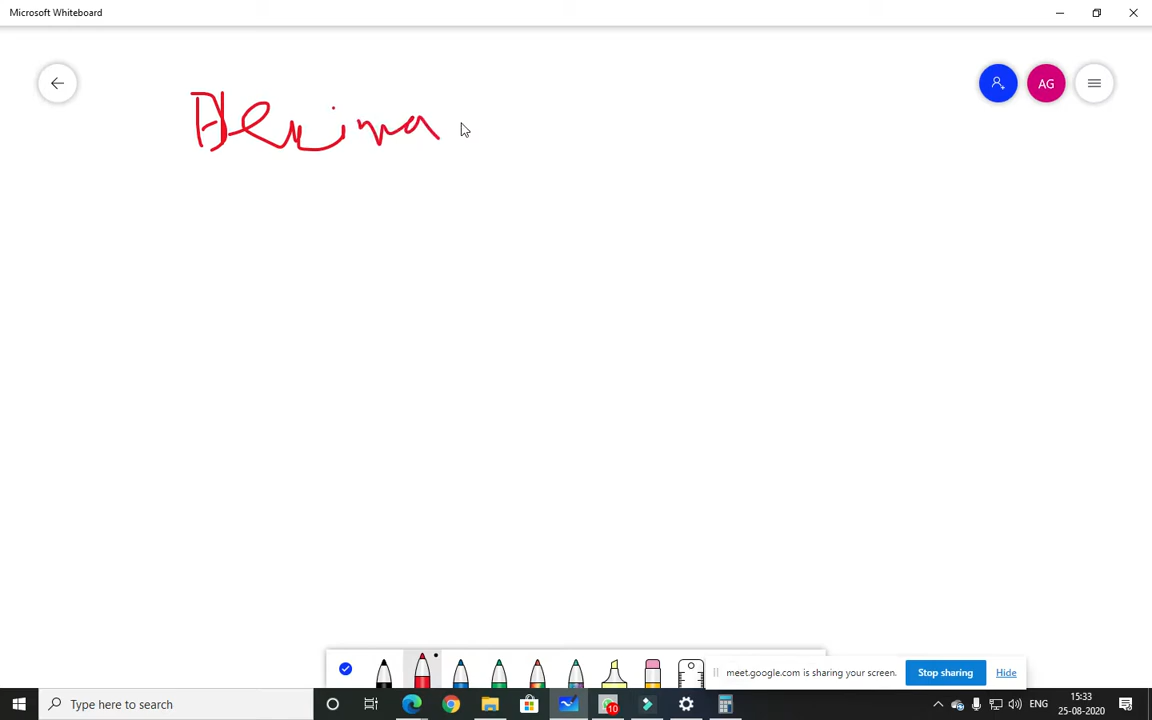 Microsoft Whiteboard
AG
meet.google.com is sharing your screen.
Stop sharing
Hide
Type here to search
10
ENG
15:33
25-08-2020